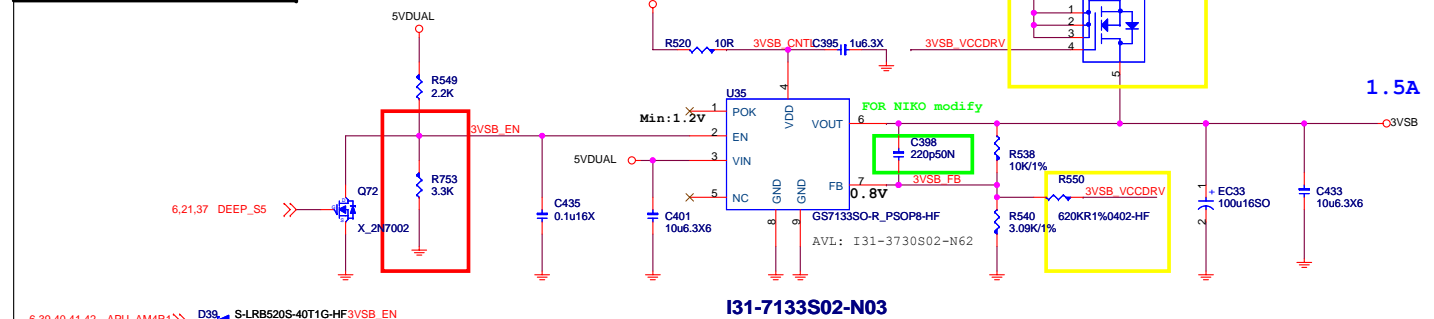 5VDUAL
R549
2.2K
R520 10R
3VSB_CNTL
C395 1u6.3X
3VSB_VCCDRV
1
2
3
4
5
1.5A
U35
4
FOR NIKO modify
Min:1.2V
1 POK
VDD
VOUT 6
3VSB
3VSB_EN
2 EN
C398
220p50N
R538
10K/1%
5VDUAL
3 VIN
R753
3.3K
7 FB
3VSB_FB
0.8V
R550
3VSB_VCCDRV
620KR1%0402-HF
Q72
6,21,37 DEEP_S5
X_2N7002
5 NC
GND
GND
8
9
GS7133SO-R_PSOP8-HF
AVL: I31-3730S02-N62
C435
0.1u16X
C401
10u6.3X6
R540
3.09K/1%
1
+ EC33
100u16SO
2
C433
10u6.3X6
I31-7133S02-N03
D39 S-LRB520S-40T1G-HF 3VSB_EN